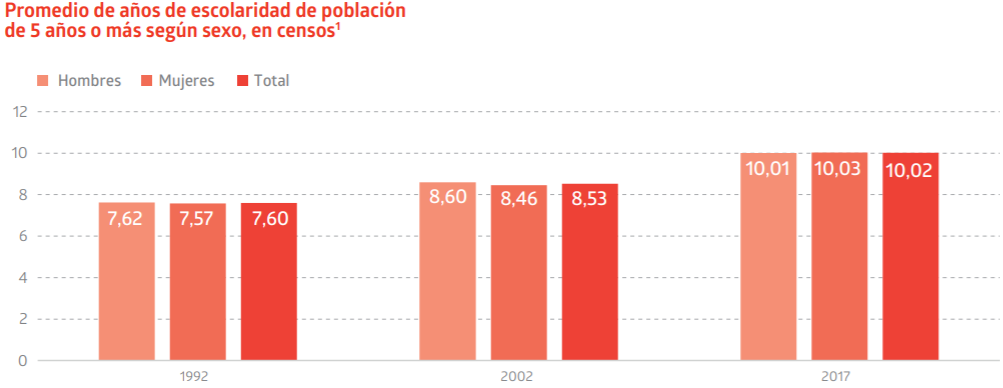 Promedio de años de escolaridad de población
de 5 años o más según sexo, en censos¹
Hombres Mujeres Total
12
10
8
6
4
2
0
7,62 7,57 7,60
8,60 8,46 8,53
10,01 10,03 10,02
1992 2002 2017